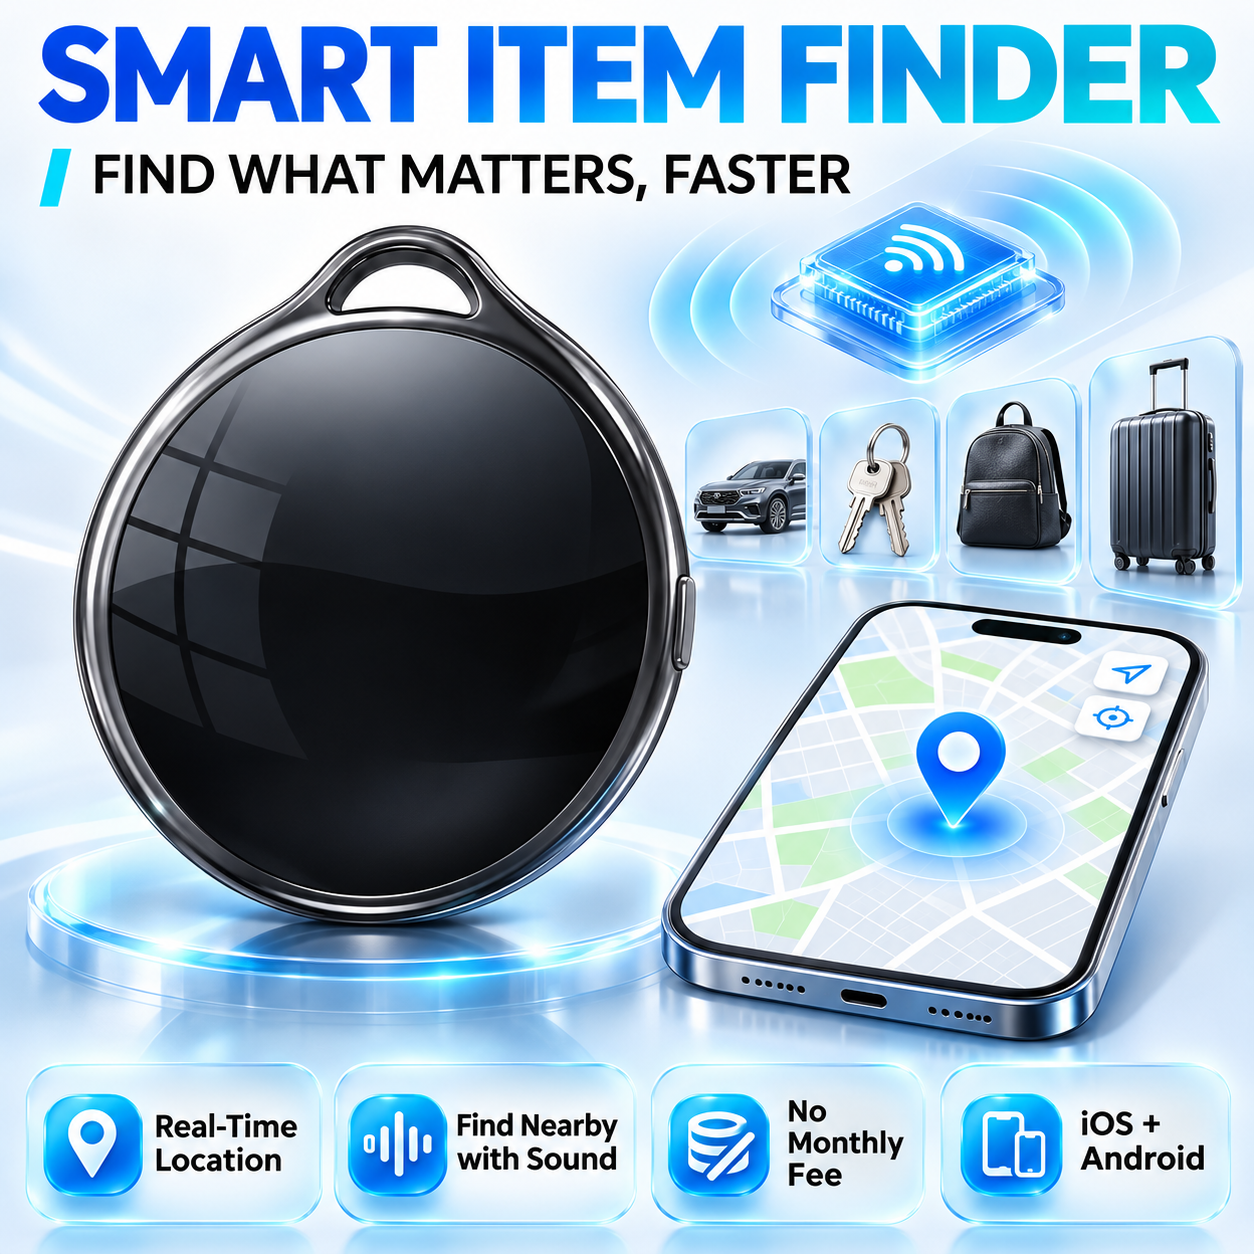 SMART ITEM FINDER
FIND WHAT MATTERS, FASTER
Real-Time
Location
Find Nearby
with Sound
No
Monthly
Fee
iOS +
Android